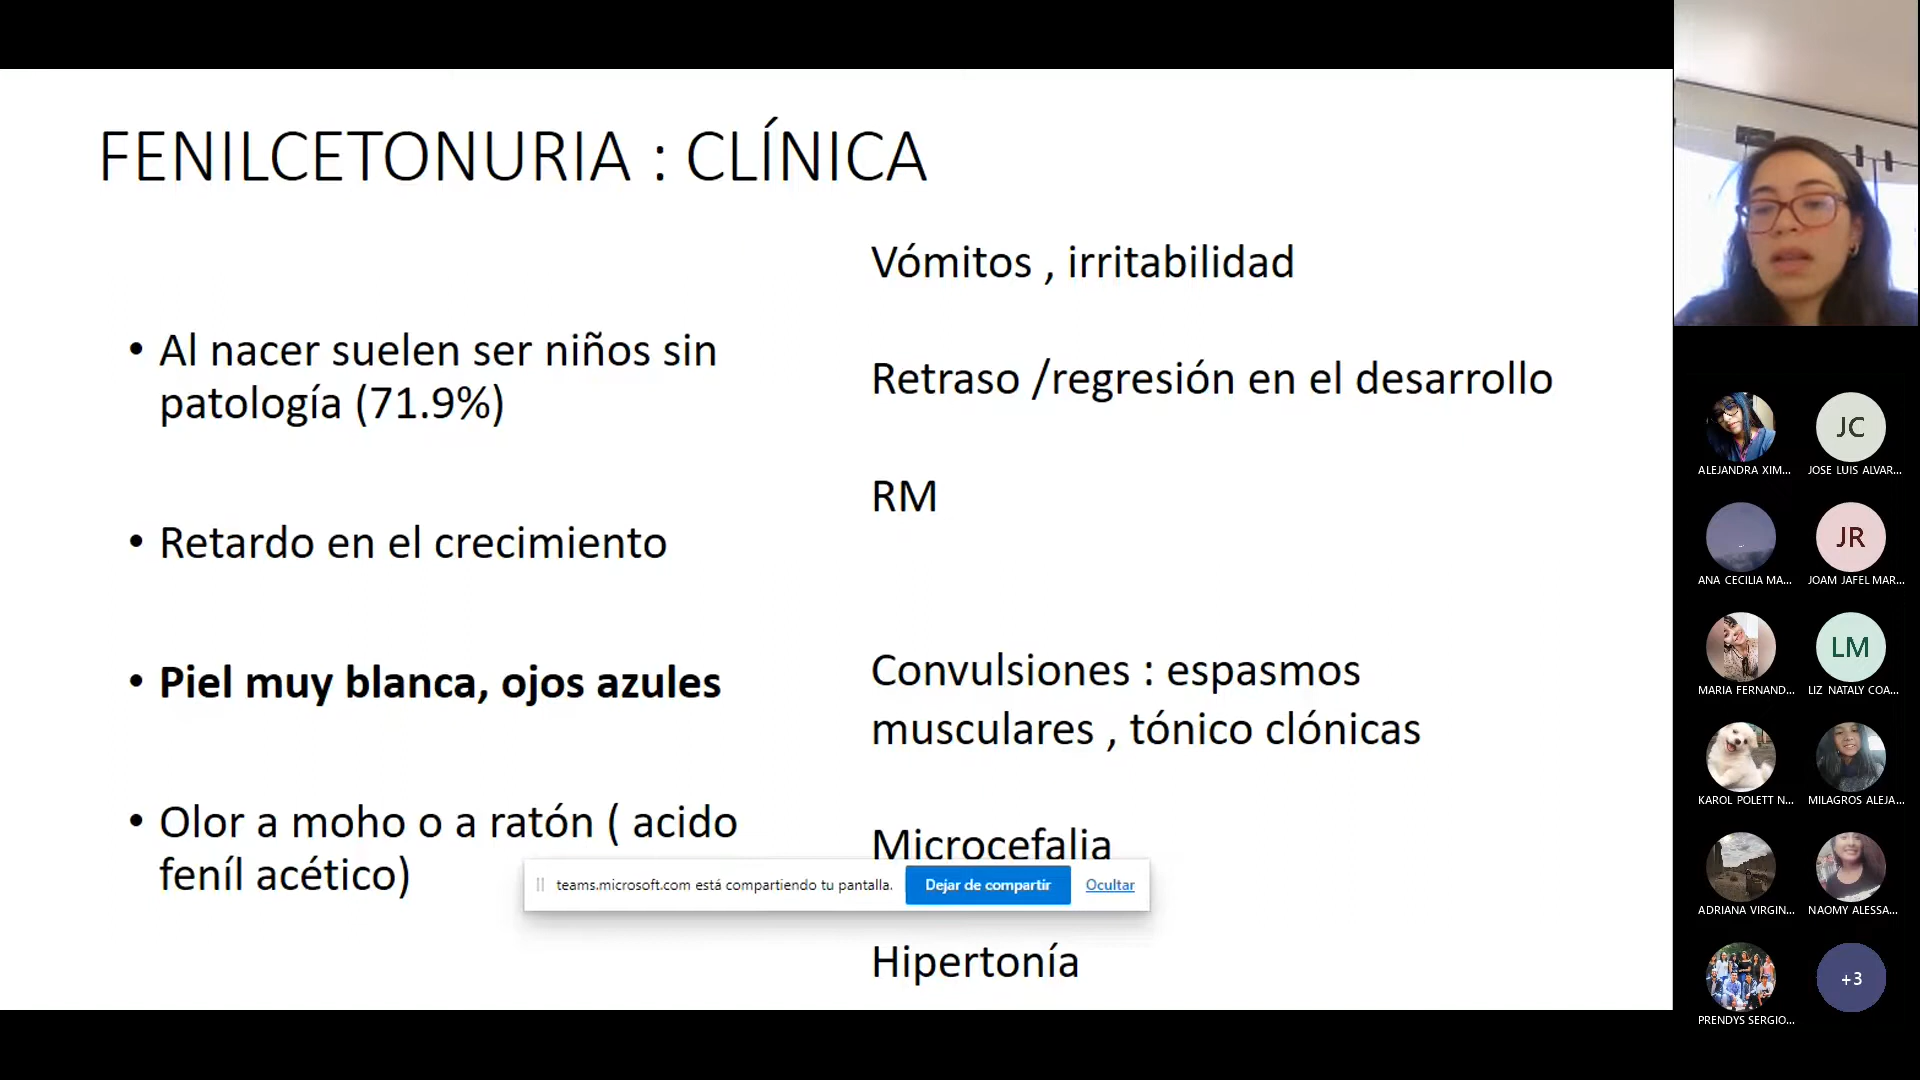 FENILCETONURIA : CLÍNICA
• Al nacer suelen ser niños sin
patología (71.9%)
• Retardo en el crecimiento
• Piel muy blanca, ojos azules
• Olor a moho o a ratón ( acido
feníl acético)
Vómitos , irritabilidad
Retraso /regresión en el desarrollo
RM
Convulsiones : espasmos
musculares , tónico clónicas
Microcefalia
Hipertonía
teams.microsoft.com está compartiendo tu pantalla.
Dejar de compartir
Ocultar
ALEJANDRA XIM...
JC
JOSE LUIS ALVAR...
ANA CECILIA MA...
JR
JOAM JAFEL MAR...
MARIA FERNAND...
LM
LIZ NATALY COA...
KAROL POLETT N...
MILAGROS ALEJA...
ADRIANA VIRGIN...
NAOMY ALESSA...
PRENDYS SERGIO...
+3